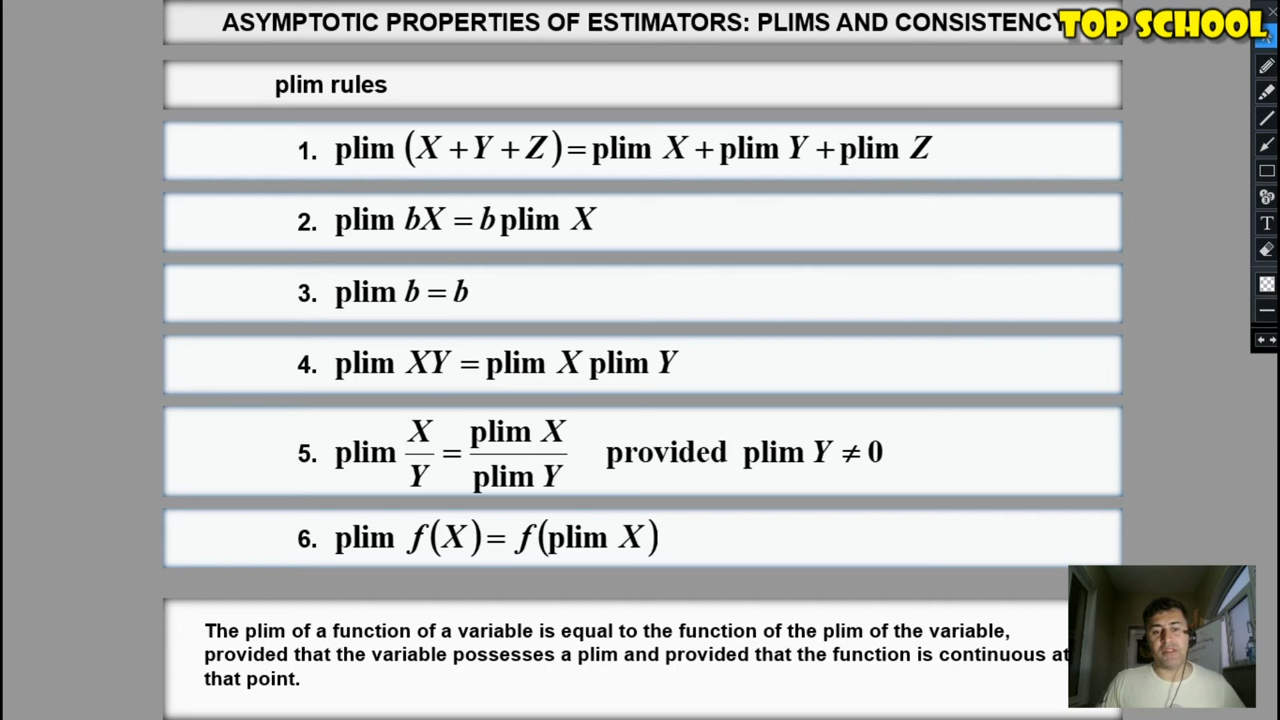 ASYMPTOTIC PROPERTIES OF ESTIMATORS: PLIMS AND CONSISTENCY
TOP SCHOOL
plim rules
1. plim (X + Y + Z) = plim X + plim Y + plim Z
2. plim bX = b plim X
3. plim b = b
4. plim XY = plim X plim Y
5. plim X/Y = plim X / plim Y provided plim Y ≠ 0
6. plim f(X) = f(plim X)
The plim of a function of a variable is equal to the function of the plim of the variable,
provided that the variable possesses a plim and provided that the function is continuous at
that point.
T